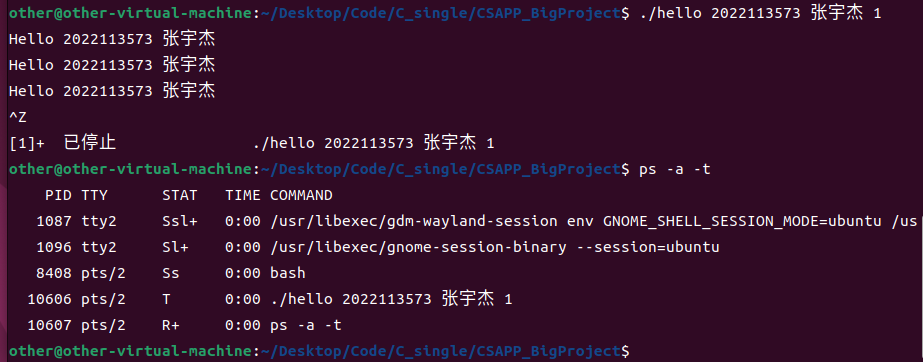 other@other-virtual-machine:~/Desktop/Code/C_single/CSAPP_BigProject$ ./hello 2022113573 张宇杰 1
Hello 2022113573 张宇杰
Hello 2022113573 张宇杰
Hello 2022113573 张宇杰
^Z
[1]+  已停止               ./hello 2022113573 张宇杰 1
other@other-virtual-machine:~/Desktop/Code/C_single/CSAPP_BigProject$ ps -a -t
    PID TTY      STAT   TIME COMMAND
   1087 tty2     Ssl+   0:00 /usr/libexec/gdm-wayland-session env GNOME_SHELL_SESSION_MODE=ubuntu /us
   1096 tty2     Sl+    0:00 /usr/libexec/gnome-session-binary --session=ubuntu
   8408 pts/2    Ss     0:00 bash
  10606 pts/2    T      0:00 ./hello 2022113573 张宇杰 1
  10607 pts/2    R+     0:00 ps -a -t
other@other-virtual-machine:~/Desktop/Code/C_single/CSAPP_BigProject$